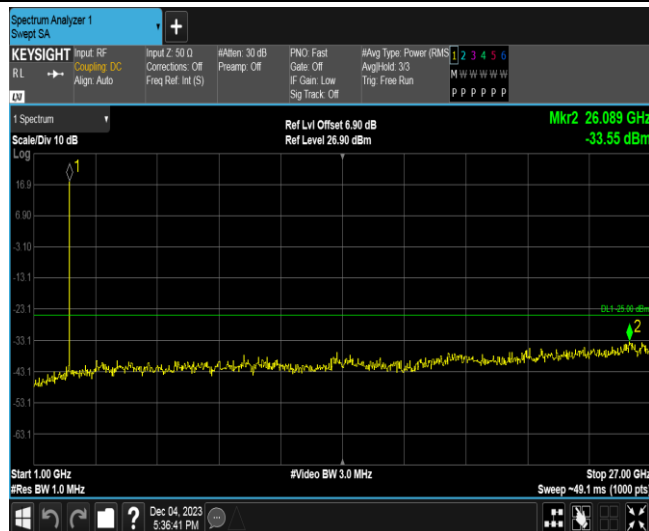 Spectrum Analyzer 1
Swept SA
+
KEYSIGHT
RL
LXI
Input: RF
Coupling: DC
Align: Auto
Input Z: 50 Ω
Corrections: Off
Freq Ref: Int (S)
#Atten: 30 dB
Preamp: Off
PNO: Fast
Gate: Off
IF Gain: Low
Sig Track: Off
#Avg Type: Power (RMS
Avg|Hold: 3/3
Trig: Free Run
1 2 3 4 5 6
M W W W W W
P P P P P P
1 Spectrum
Scale/Div 10 dB
Log
Ref Lvl Offset 6.90 dB
Ref Level 26.90 dBm
Mkr2 26.089 GHz
-33.55 dBm
1
16.9
6.90
-3.10
-13.1
-23.1
DL1 -25.00 dBm
2
-33.1
-43.1
-53.1
-63.1
Start 1.00 GHz
#Res BW 1.0 MHz
#Video BW 3.0 MHz
Stop 27.00 GHz
Sweep ~49.1 ms (1000 pts)
?
Dec 04, 2023
5:36:41 PM